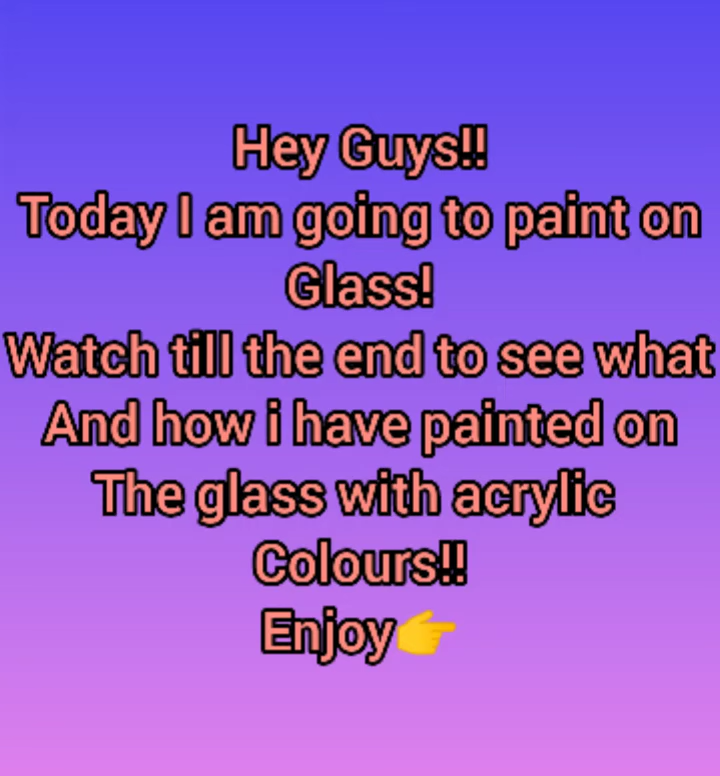 Hey Guys!!
Today I am going to paint on
Glass!
Watch till the end to see what
And how i have painted on
The glass with acrylic
Colours!!
Enjoy👉